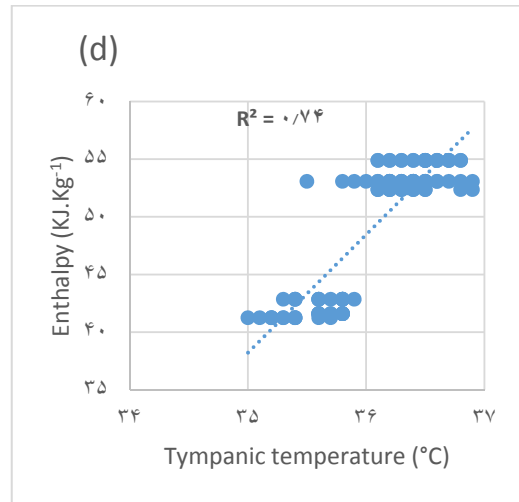 (d)
R² = ۰/۷۴
۶۰
۵۵
۵۰
۴۵
۴۰
۳۵
Enthalpy (KJ.Kg⁻¹)
۳۴ ۳۵ ۳۶ ۳۷
Tympanic temperature (°C)